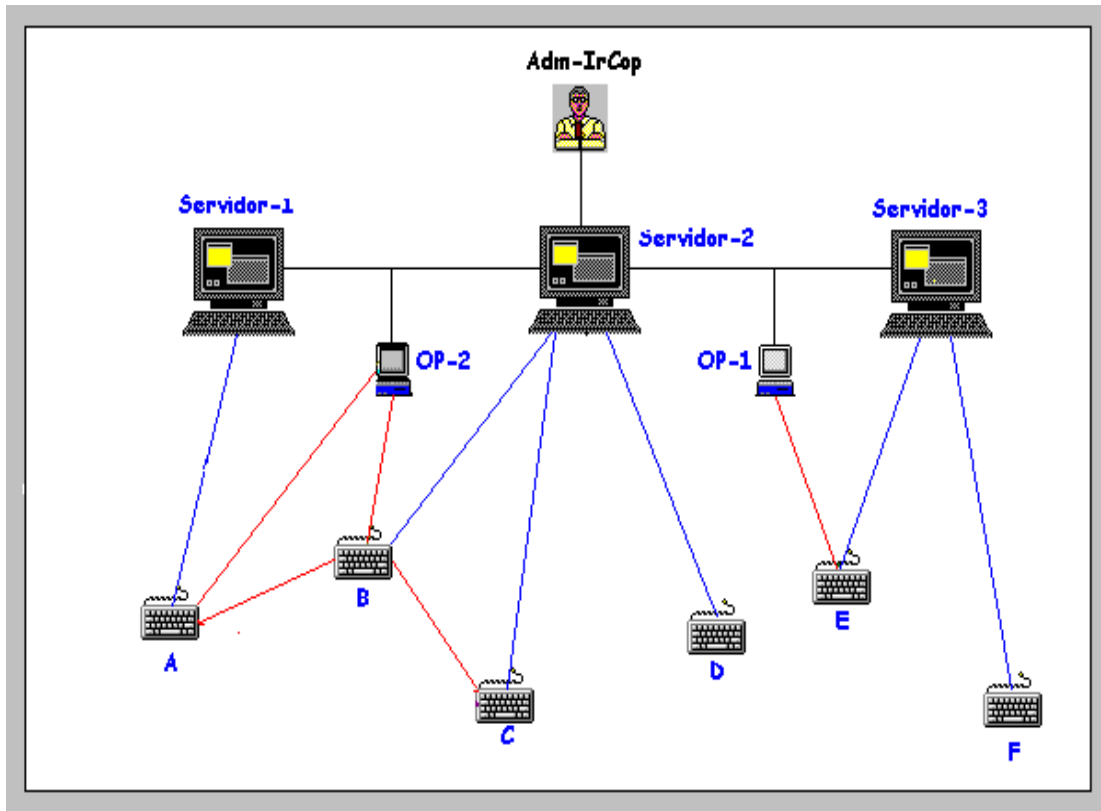 Adm-IrCop
Servidor-1
Servidor-2
Servidor-3
OP-2
OP-1
B
A
E
D
C
F